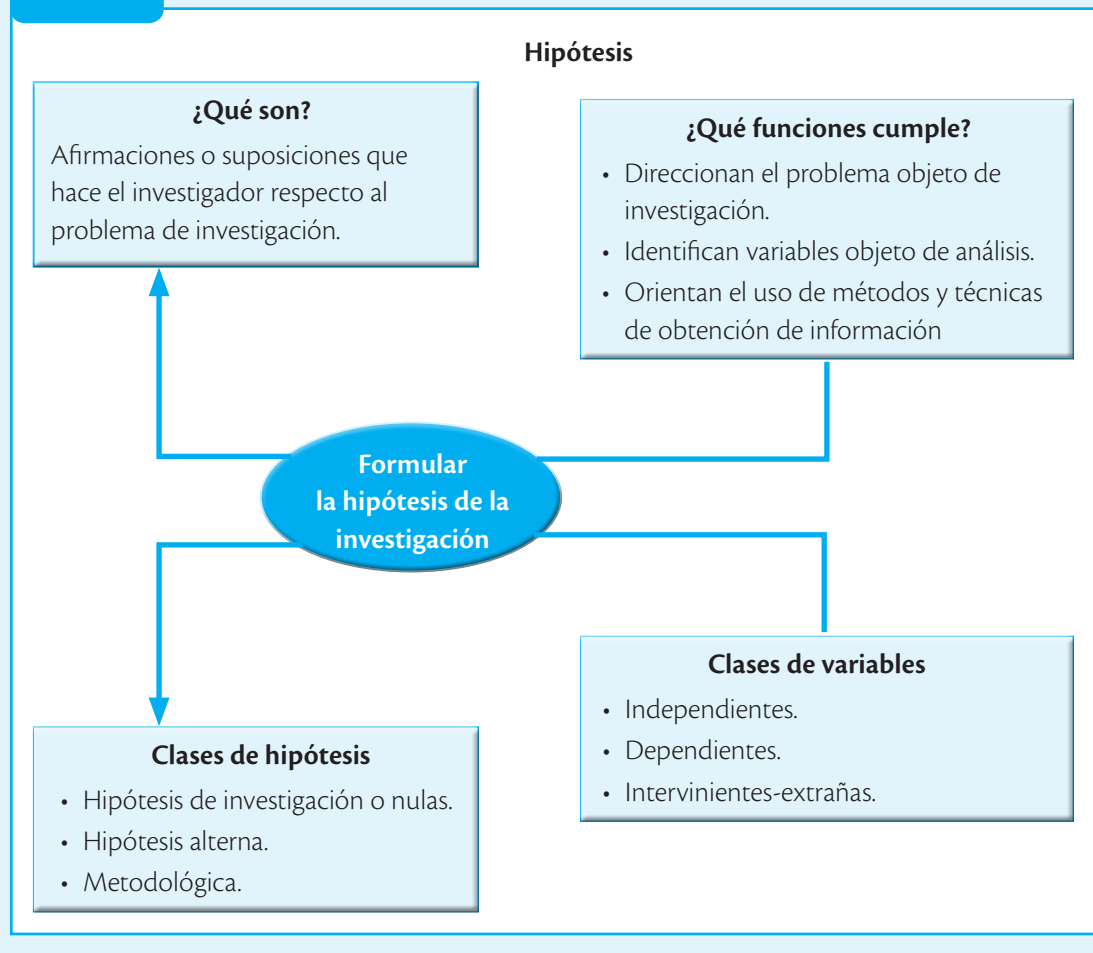 Hipótesis
¿Qué son?
Afirmaciones o suposiciones que
hace el investigador respecto al
problema de investigación.
¿Qué funciones cumple?
• Direccionan el problema objeto de
investigación.
• Identifican variables objeto de análisis.
• Orientan el uso de métodos y técnicas
de obtención de información
Formular
la hipótesis de la
investigación
Clases de hipótesis
• Hipótesis de investigación o nulas.
• Hipótesis alterna.
• Metodológica.
Clases de variables
• Independientes.
• Dependientes.
• Intervinientes-extrañas.